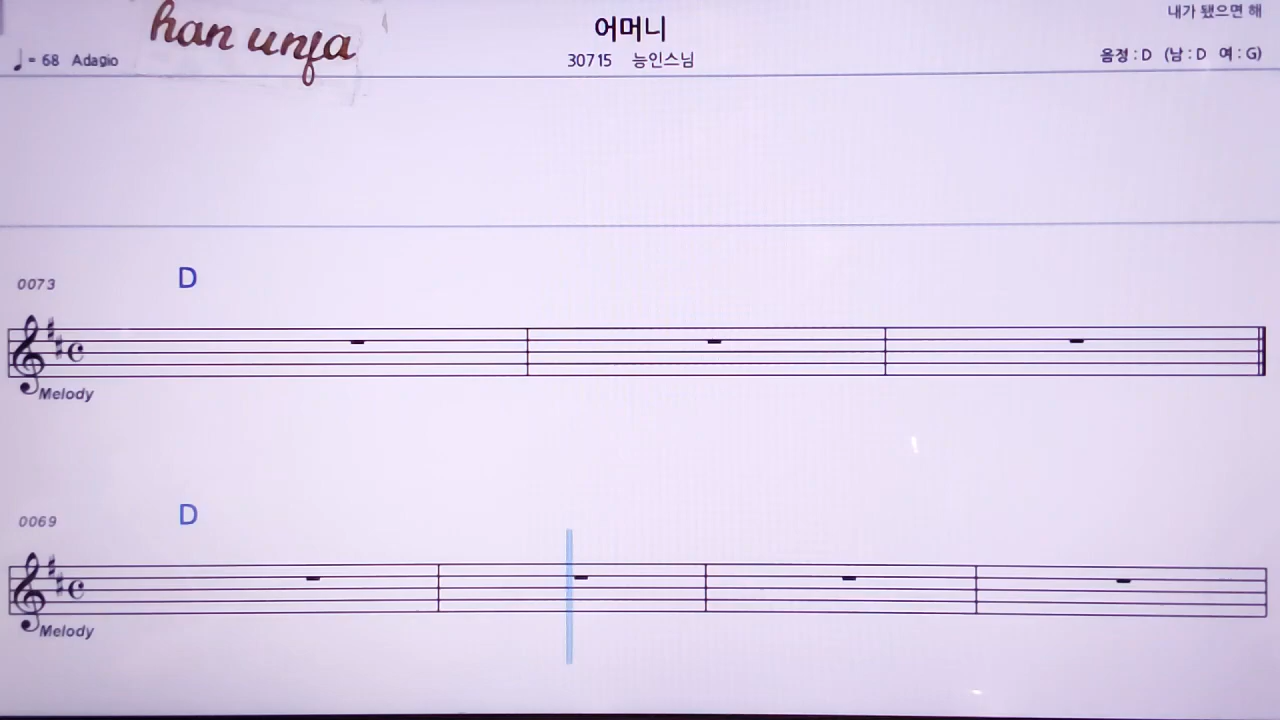 han unja
어머니
내가 됐으면 해
♩ = 68 Adagio
30715 능인스님
음정 : D (남 : D 여 : G)
0073
D
Melody
0069
D
Melody